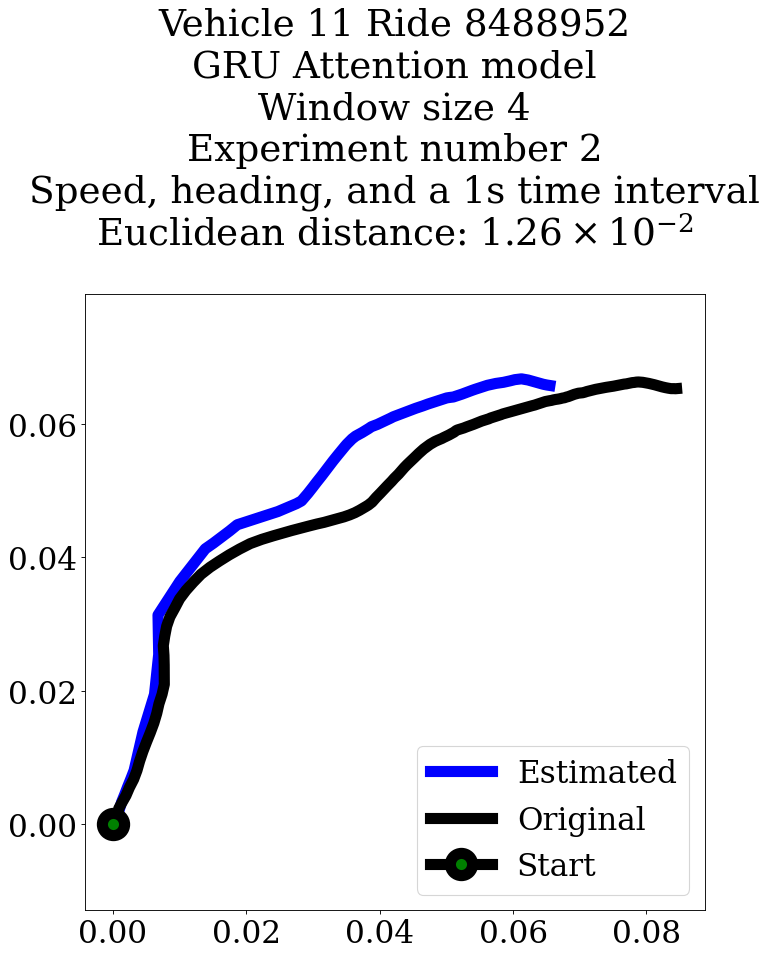 Vehicle 11 Ride 8488952
GRU Attention model
Window size 4
Experiment number 2
Speed, heading, and a 1s time interval
Euclidean distance: 1.26 × 10⁻²
0.06
0.04
0.02
0.00
Estimated
Original
Start
0.00 0.02 0.04 0.06 0.08